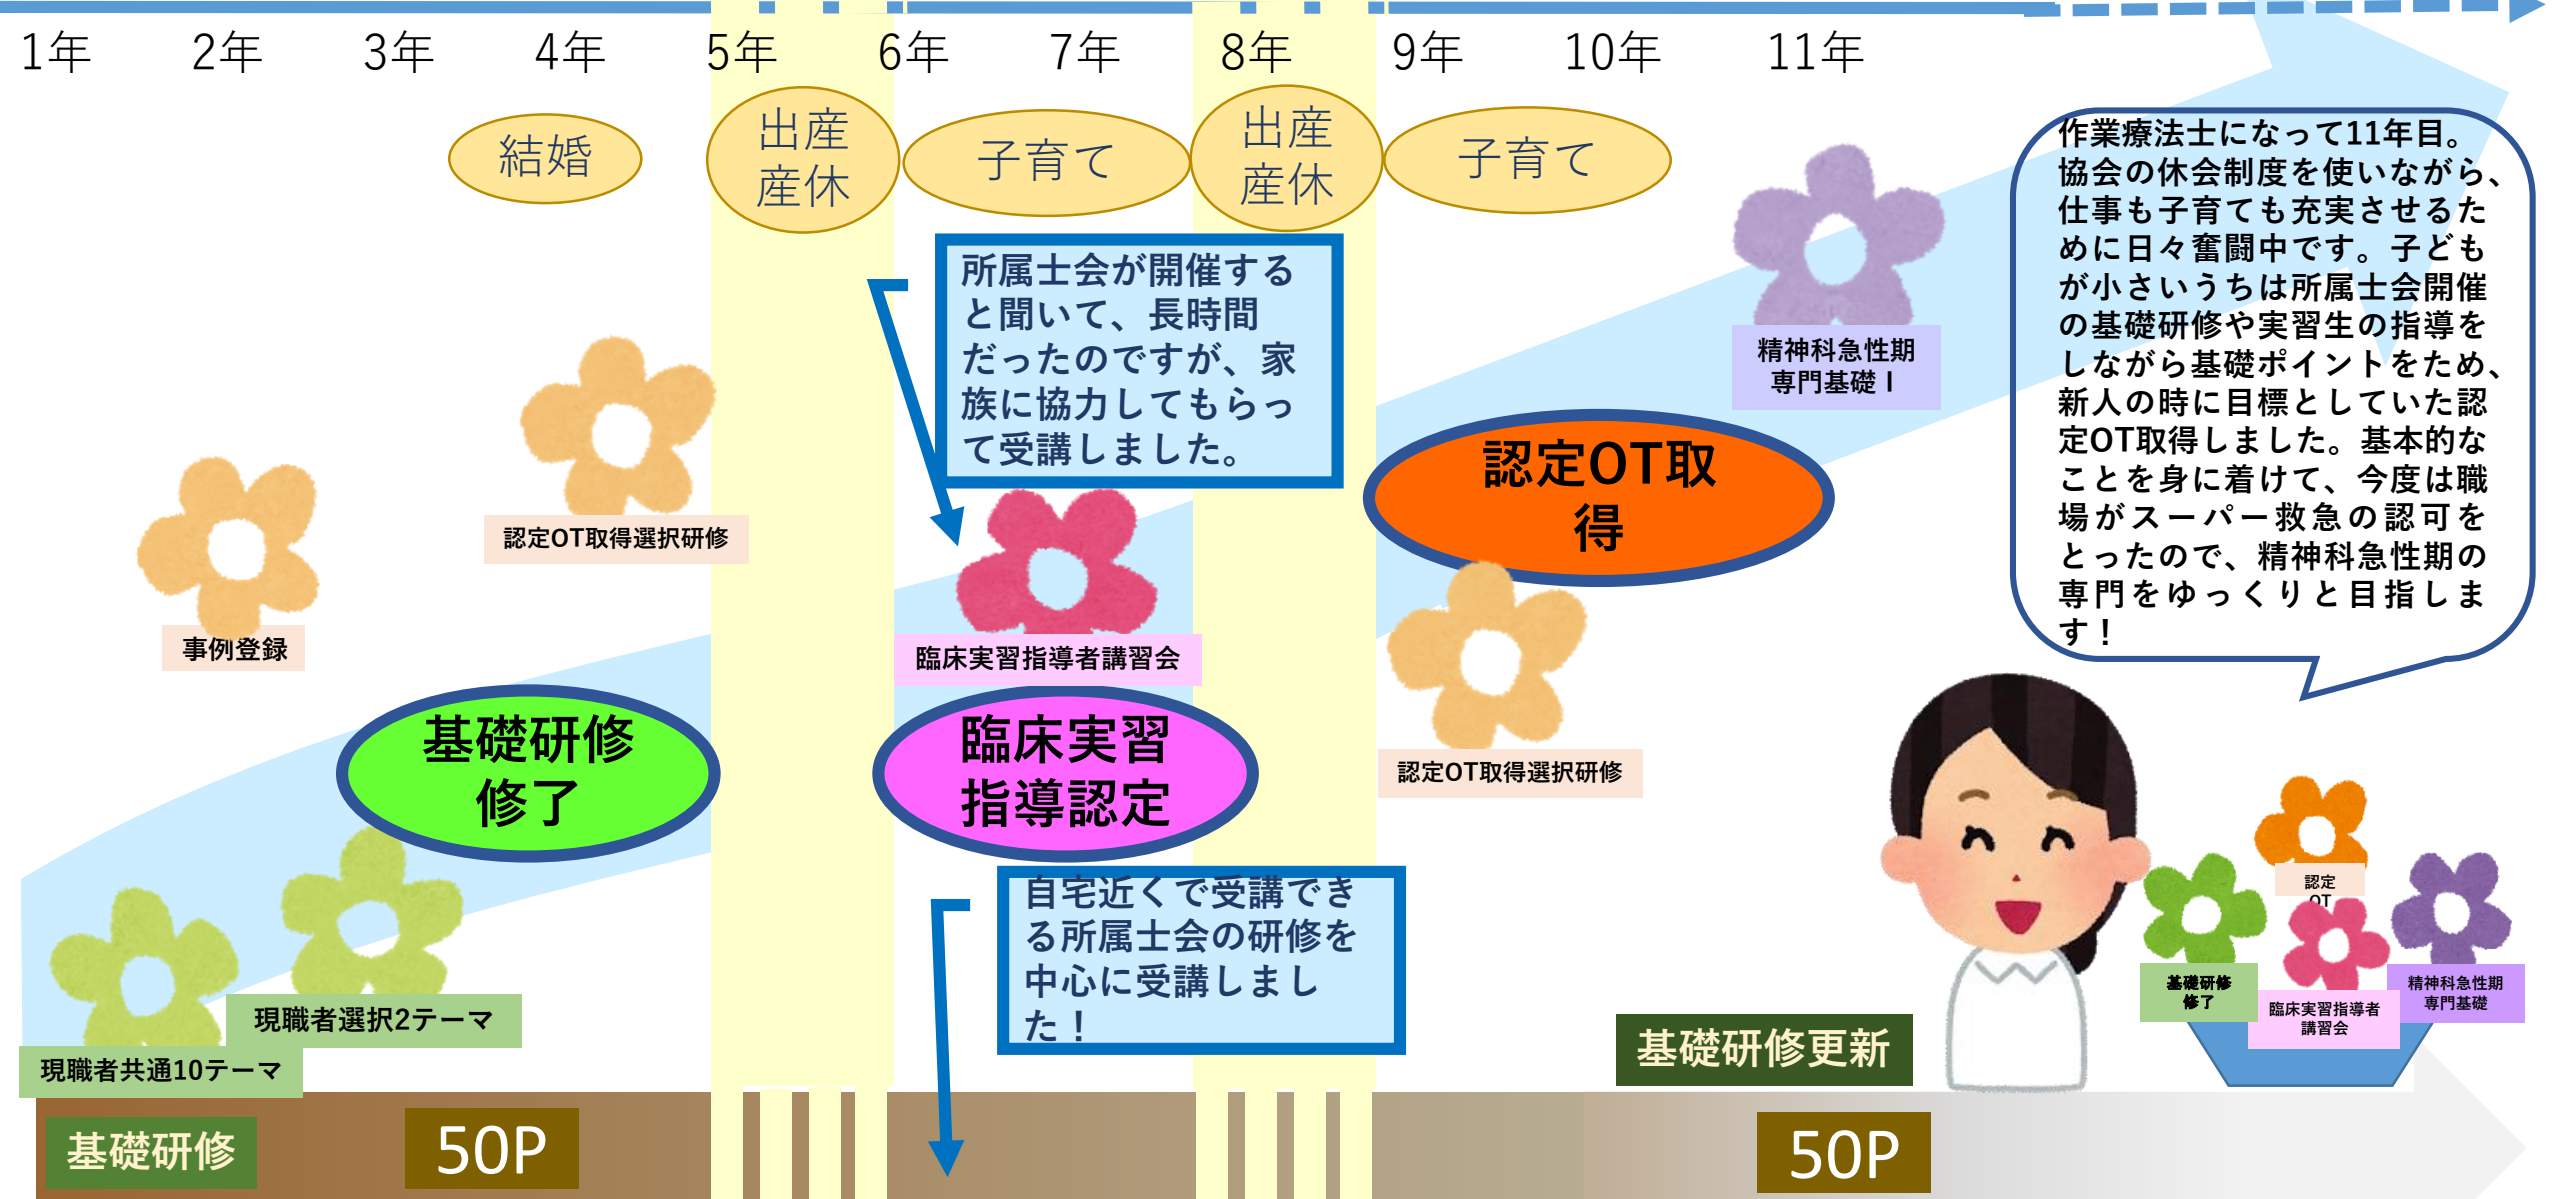 1年 2年 3年 4年 5年 6年 7年 8年 9年 10年 11年
結婚
出産
産休
子育て
出産
産休
子育て
作業療法士になって11年目。
協会の休会制度を使いながら、
仕事も子育ても充実させるた
めに日々奮闘中です。子ども
が小さいうちは所属士会開催
の基礎研修や実習生の指導を
しながら基礎ポイントをため、
新人の時に目標としていた認
定OT取得しました。基本的な
ことを身に着けて、今度は職
場がスーパー救急の認可を
とったので、精神科急性期の
専門をゆっくりと目指しま
す！
所属士会が開催する
と聞いて、長時間
だったのですが、家
族に協力してもらっ
て受講しました。
精神科急性期
専門基礎Ⅰ
認定OT取
得
認定OT取得選択研修
事例登録
臨床実習指導者講習会
基礎研修
修了
臨床実習
指導認定
認定OT取得選択研修
自宅近くで受講でき
る所属士会の研修を
中心に受講しまし
た！
現職者選択2テーマ
現職者共通10テーマ
認定
OT
基礎研修
修了
臨床実習指導者
講習会
精神科急性期
専門基礎
基礎研修更新
基礎研修
50P
50P